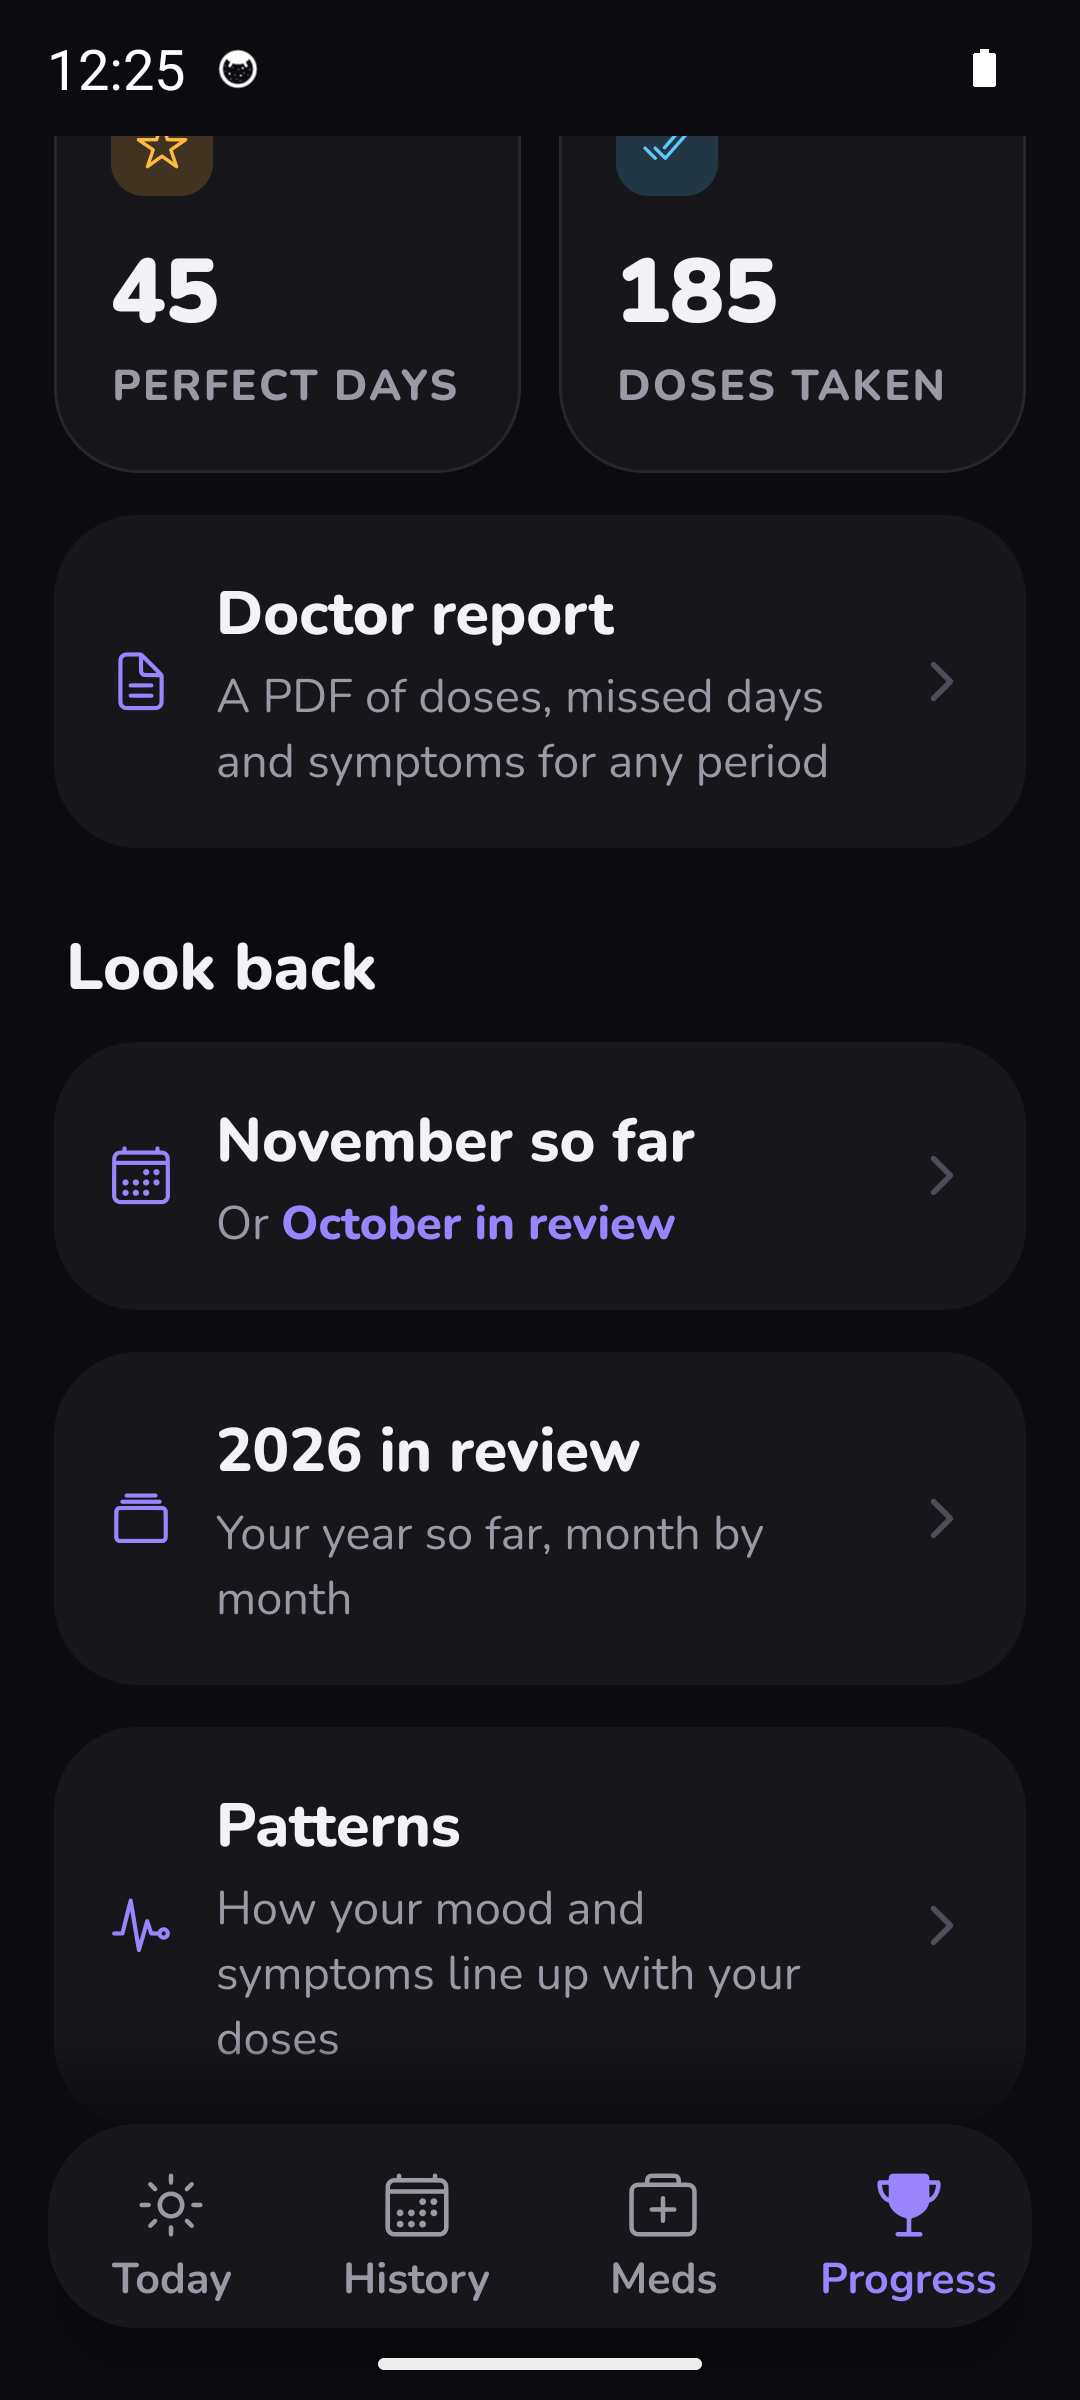 12:25
45
PERFECT DAYS
185
DOSES TAKEN
Doctor report
A PDF of doses, missed days
and symptoms for any period
Look back
November so far
Or October in review
2026 in review
Your year so far, month by
month
Patterns
How your mood and
symptoms line up with your
doses
Today
History
Meds
Progress